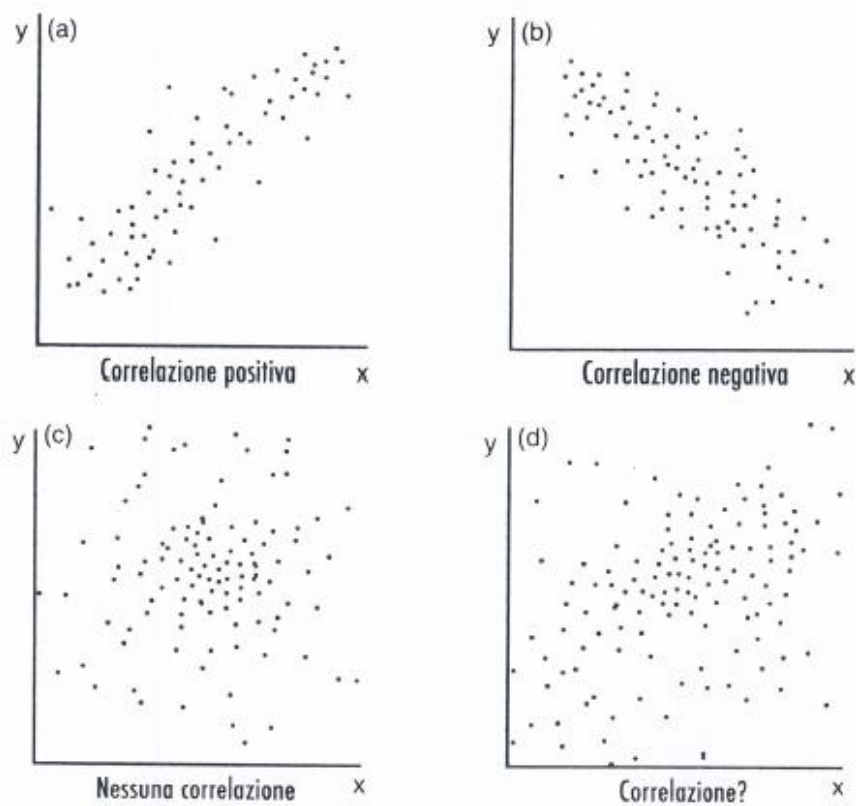 y (a)
Correlazione positiva x
y (b)
Correlazione negativa x
y (c)
Nessuna correlazione x
y (d)
Correlazione? x